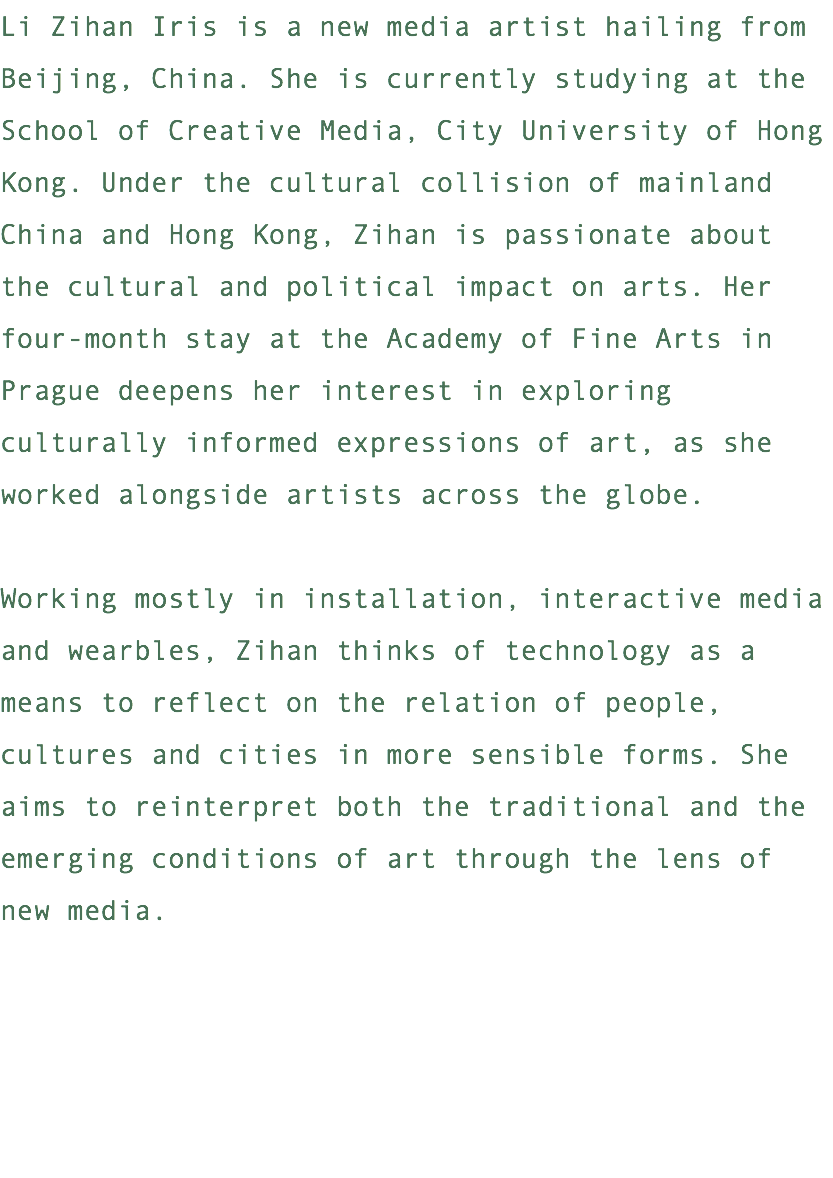 Li Zihan Iris is a new media artist hailing from
Beijing, China. She is currently studying at the
School of Creative Media, City University of Hong
Kong. Under the cultural collision of mainland
China and Hong Kong, Zihan is passionate about
the cultural and political impact on arts. Her
four-month stay at the Academy of Fine Arts in
Prague deepens her interest in exploring
culturally informed expressions of art, as she
worked alongside artists across the globe.
Working mostly in installation, interactive media
and wearbles, Zihan thinks of technology as a
means to reflect on the relation of people,
cultures and cities in more sensible forms. She
aims to reinterpret both the traditional and the
emerging conditions of art through the lens of
new media.